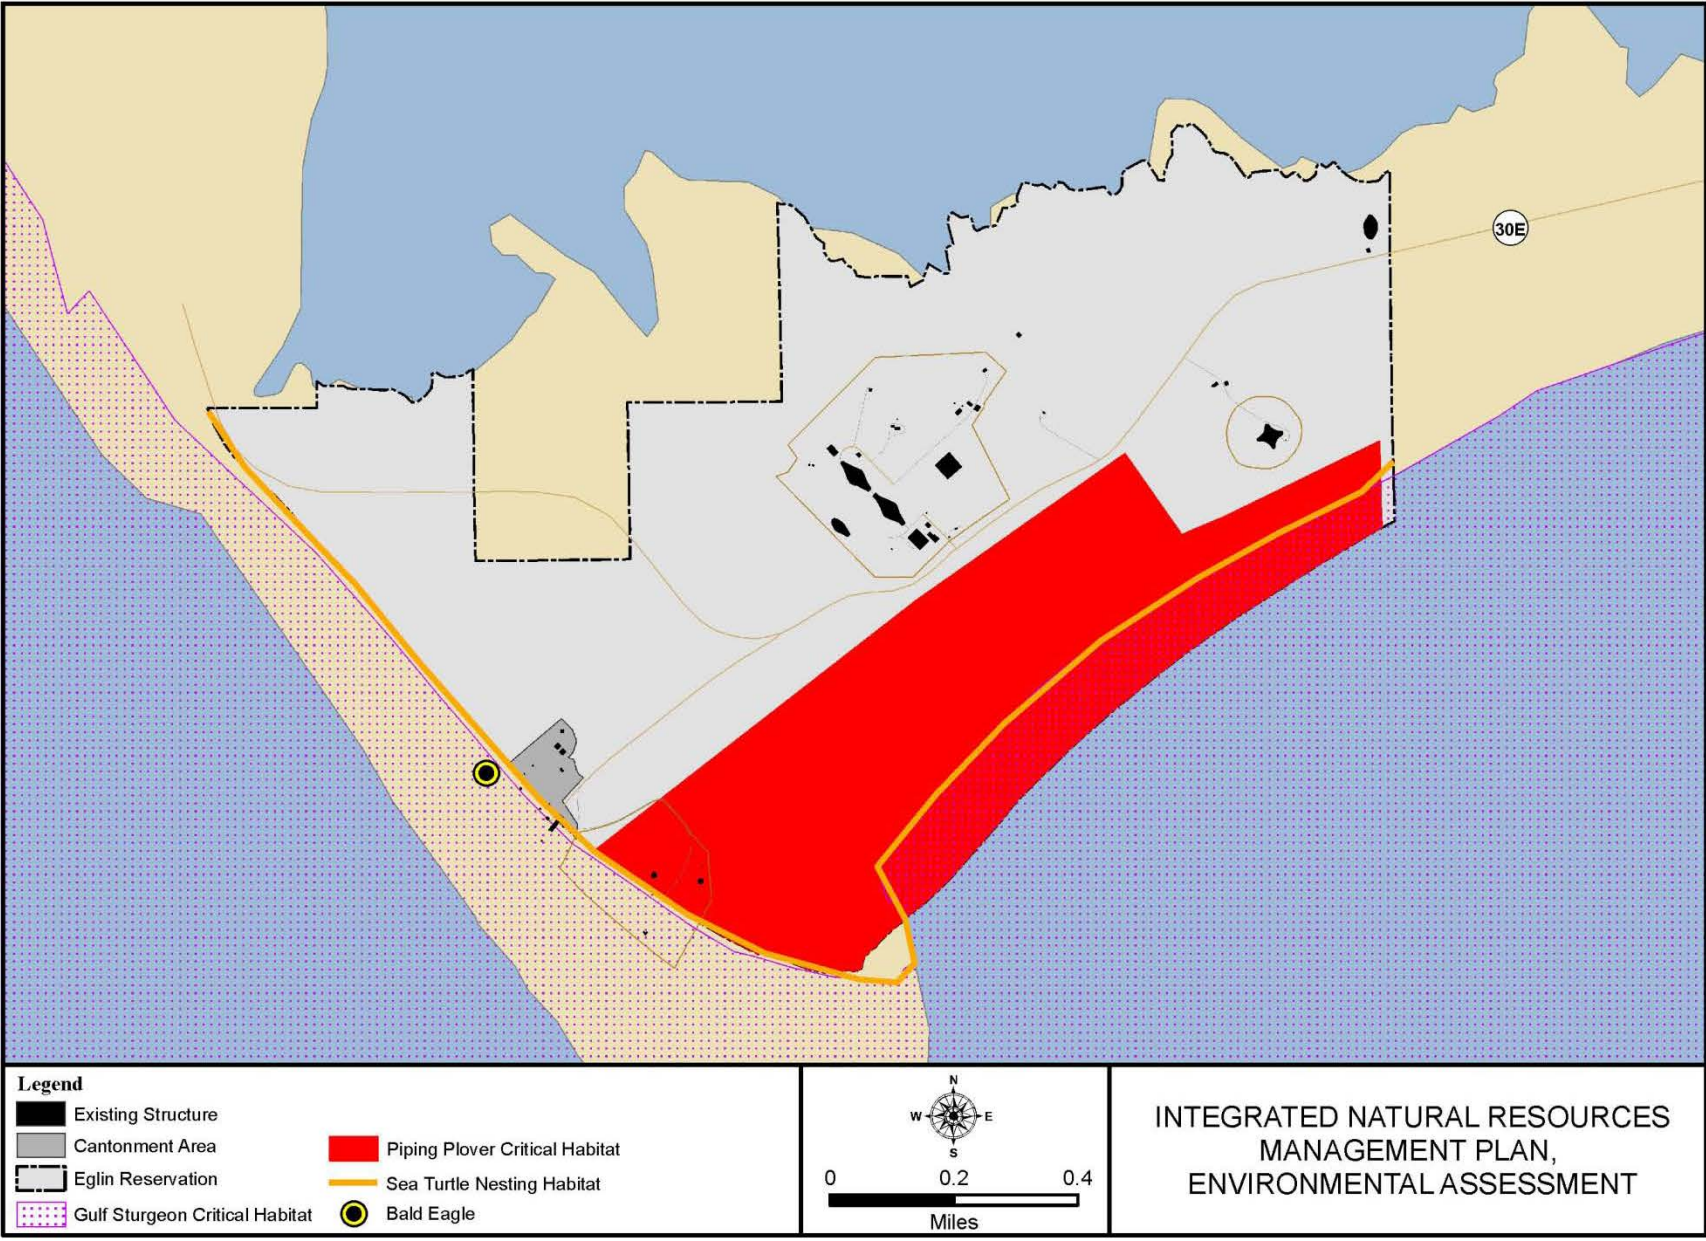 30E
Legend
Existing Structure
Cantonment Area
Eglin Reservation
Gulf Sturgeon Critical Habitat
Piping Plover Critical Habitat
Sea Turtle Nesting Habitat
Bald Eagle
N
W E
S
0 0.2 0.4
Miles
INTEGRATED NATURAL RESOURCES
MANAGEMENT PLAN,
ENVIRONMENTAL ASSESSMENT